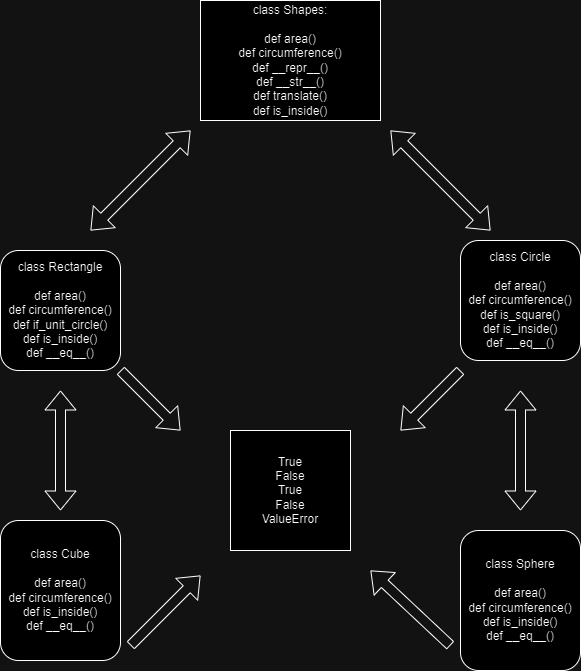 class Shapes:
def area()
def circumference()
def __repr__()
def __str__()
def translate()
def is_inside()
class Rectangle
def area()
def circumference()
def if_unit_circle()
def is_inside()
def __eq__()
class Circle
def area()
def circumference()
def is_square()
def is_inside()
def __eq__()
True
False
True
False
ValueError
class Cube
def area()
def circumference()
def is_inside()
def __eq__()
class Sphere
def area()
def circumference()
def is_inside()
def __eq__()